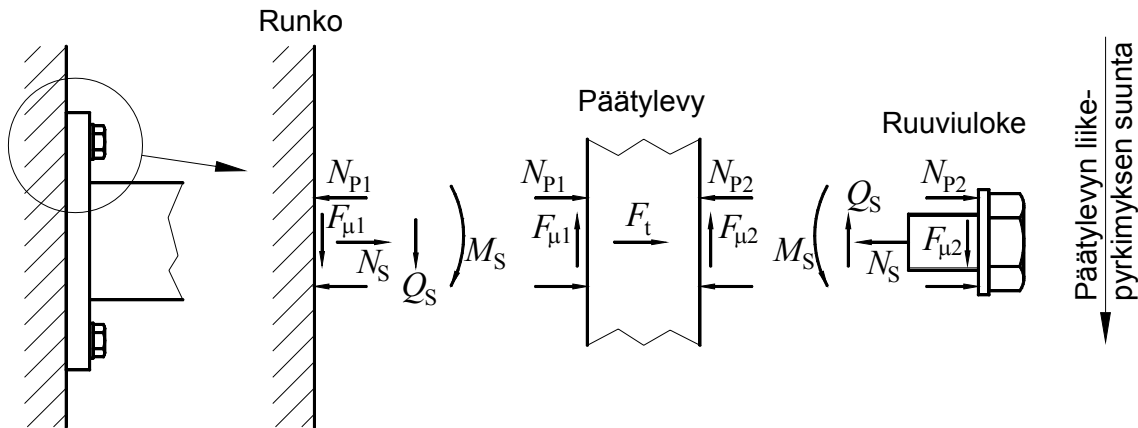 Runko
N_P1
F_μ1
N_S
Q_S
M_S
Päätylevy
N_P1
N_P2
F_μ1
F_t
F_μ2
Ruuviuloke
N_P2
Q_S
M_S
N_S
F_μ2
Päätylevyn liike-
pyrkimyksen suunta